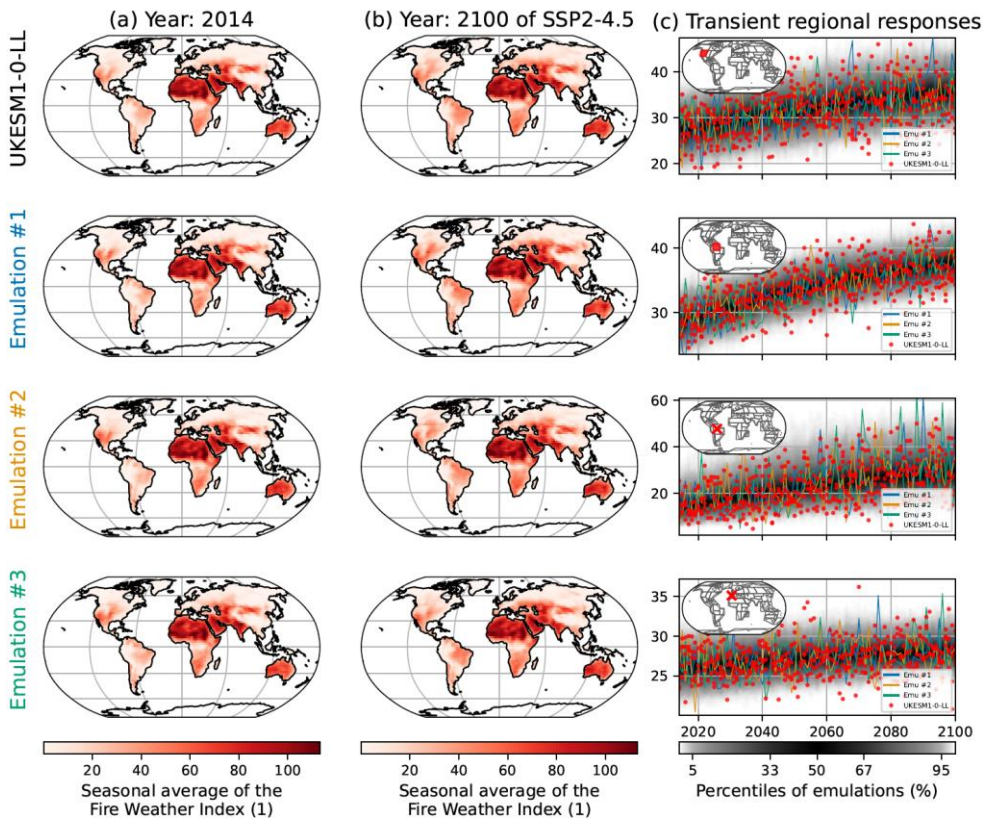 (a) Year: 2014
(b) Year: 2100 of SSP2-4.5
(c) Transient regional responses
UKESM1-0-LL
40
30
20
Emu #1
Emu #2
Emu #3
UKESM1-0-LL
Emulation #1
40
30
Emu #1
Emu #2
Emu #3
UKESM1-0-LL
Emulation #2
60
40
20
Emu #1
Emu #2
Emu #3
UKESM1-0-LL
Emulation #3
35
30
25
Emu #1
Emu #2
Emu #3
UKESM1-0-LL
2020 2040 2060 2080 2100
20 40 60 80 100
Seasonal average of the
Fire Weather Index (1)
20 40 60 80 100
Seasonal average of the
Fire Weather Index (1)
5 33 50 67 95
Percentiles of emulations (%)